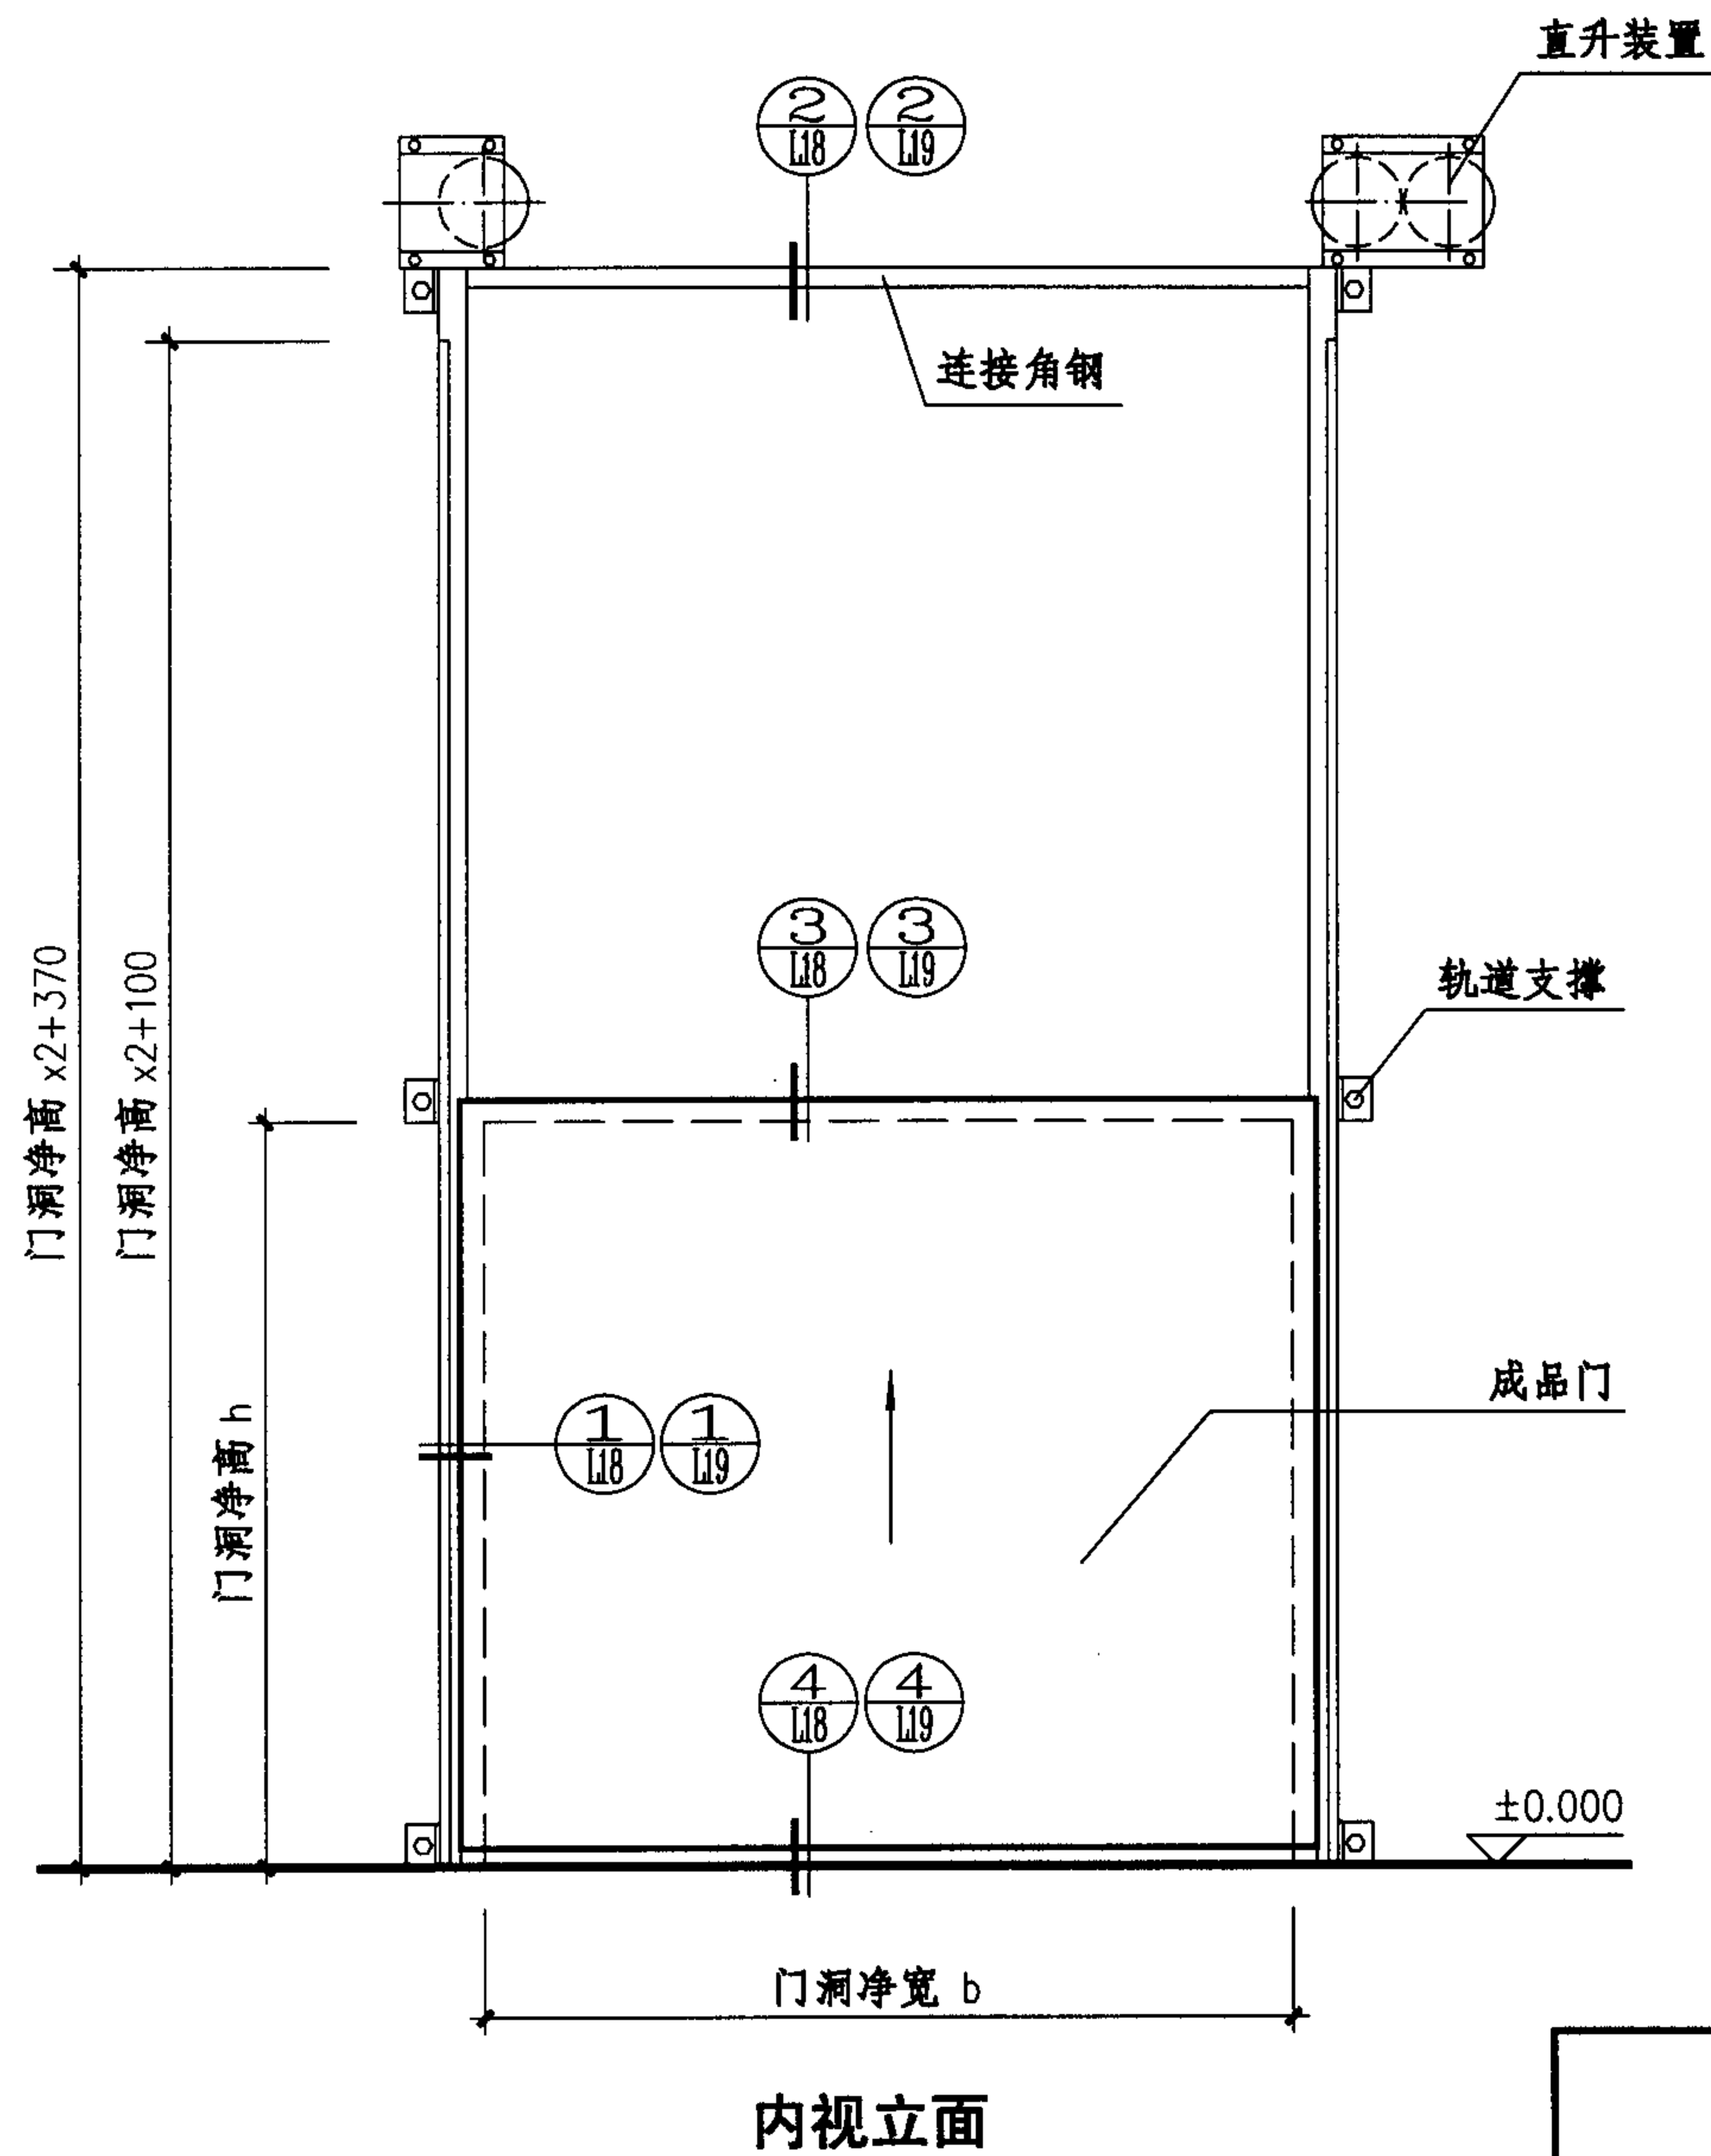 直升装置
2 2
L18 L19
连接角钢
门洞净高 x2+370
门洞净高 x2+100
3 3
L18 L19
轨道支撑
成品门
门洞净高 h
1 1
L18 L19
4 4
L18 L19
±0.000
门洞净宽 b
内视立面